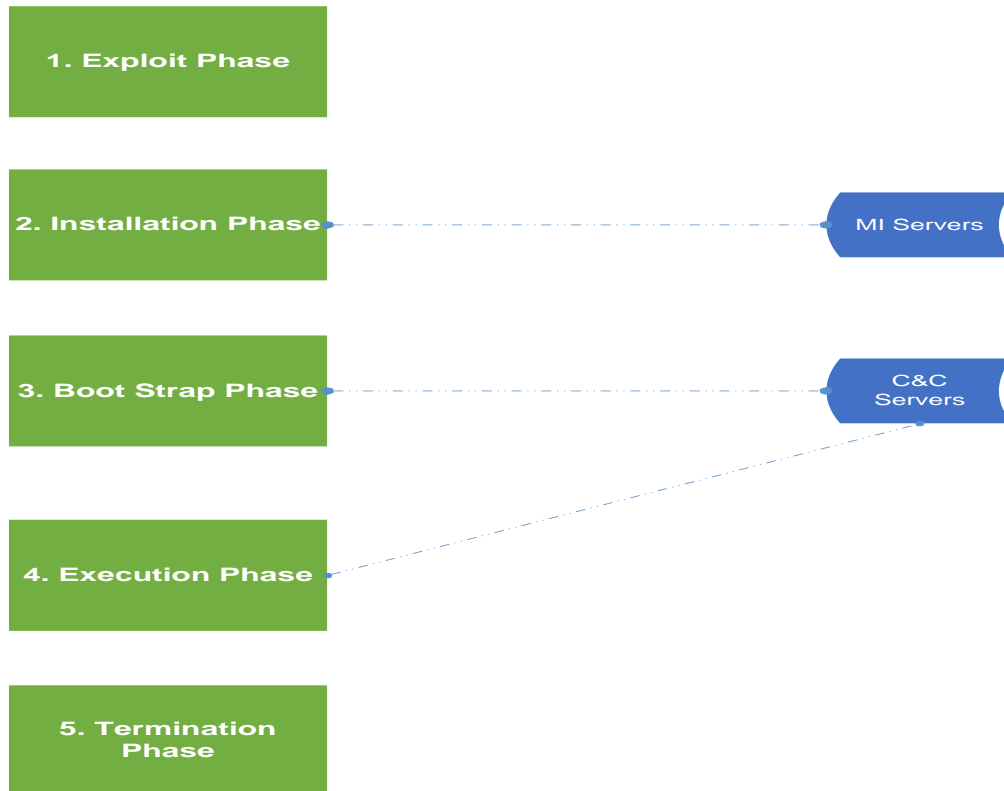 1. Exploit Phase
2. Installation Phase
MI Servers
3. Boot Strap Phase
C&C
Servers
4. Execution Phase
5. Termination
Phase